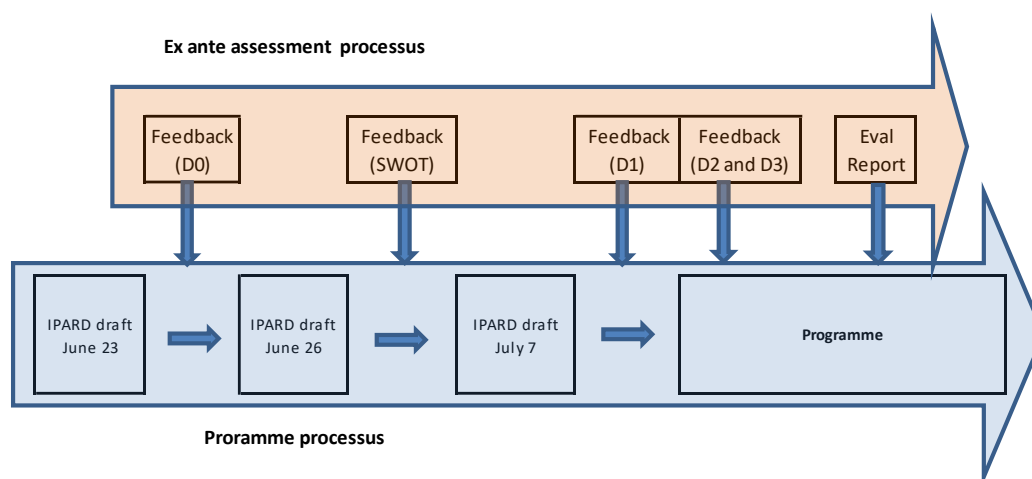 Ex ante assessment processus
Feedback
(D0)
Feedback
(SWOT)
Feedback
(D1)
Feedback
(D2 and D3)
Eval
Report
IPARD draft
June 23
IPARD draft
June 26
IPARD draft
July 7
Programme
Proramme processus